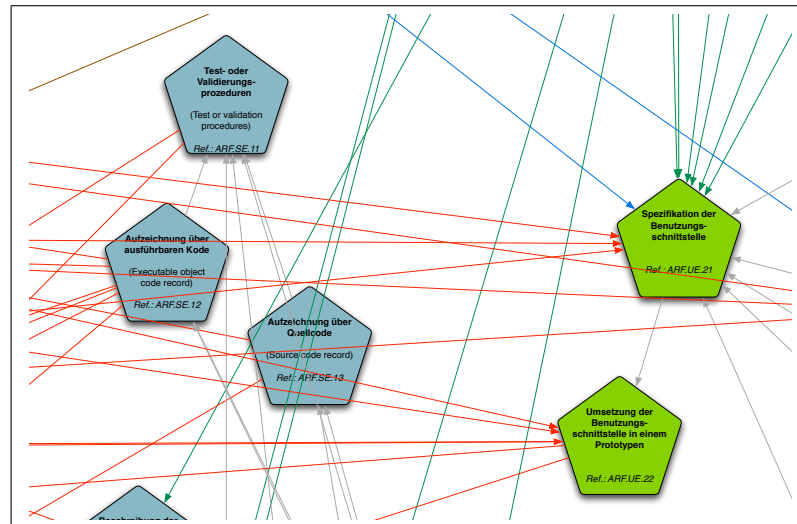 Test- oder
Validierungs-
prozeduren
(Test or validation
procedures)
Ref.: ARF.SE.11
Aufzeichnung über
ausführbaren Kode
(Executable object
code record)
Ref.: ARF.SE.12
Spezifikation der
Benutzungs-
schnittstelle
Ref.: ARF.UE.21
Aufzeichnung über
Quellcode
(Source code record)
Ref.: ARF.SE.13
Umsetzung der
Benutzungs-
schnittstelle in einem
Prototypen
Ref.: ARF.UE.22
Beschreibung der